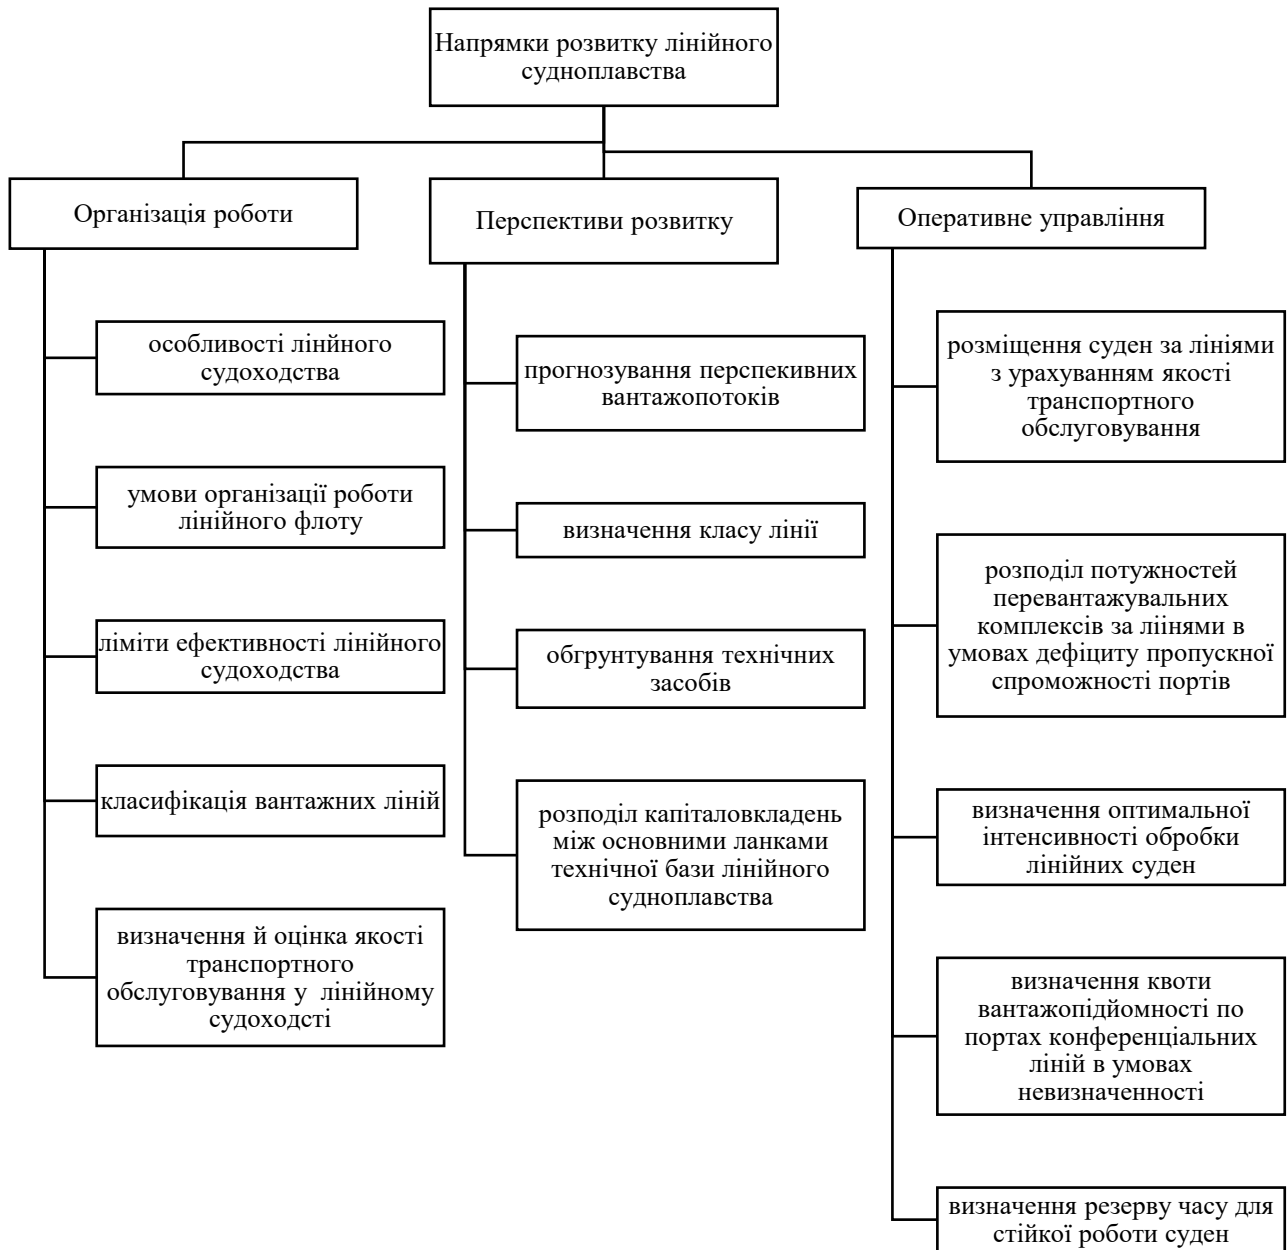 Напрямки розвитку лінійного
судноплавства
Організація роботи
особливості лінйного
судоходства
умови організації роботи
лінійного флоту
ліміти ефективності лінійного
судоходства
класифікація вантажних ліній
визначення й оцінка якості
транспортного
обслуговування у лінійному
судоходсті
Перспективи розвитку
прогнозування перспекивних
вантажопотоків
визначення класу лінії
обгрунтування технічних
засобів
розподіл капіталовкладень
між основними ланками
технічної бази лінійного
судноплавства
Оперативне управління
розміщення суден за лініями
з урахуванням якості
транспортного
обслуговування
розподіл потужностей
перевантажувальних
комплексів за ліінями в
умовах дефіциту пропускної
спроможності портів
визначення оптимальної
інтенсивності обробки
лінійних суден
визначення квоти
вантажопідйомності по
портах конференціальних
ліній в умовах
невизначенності
визначення резерву часу для
стійкої роботи суден